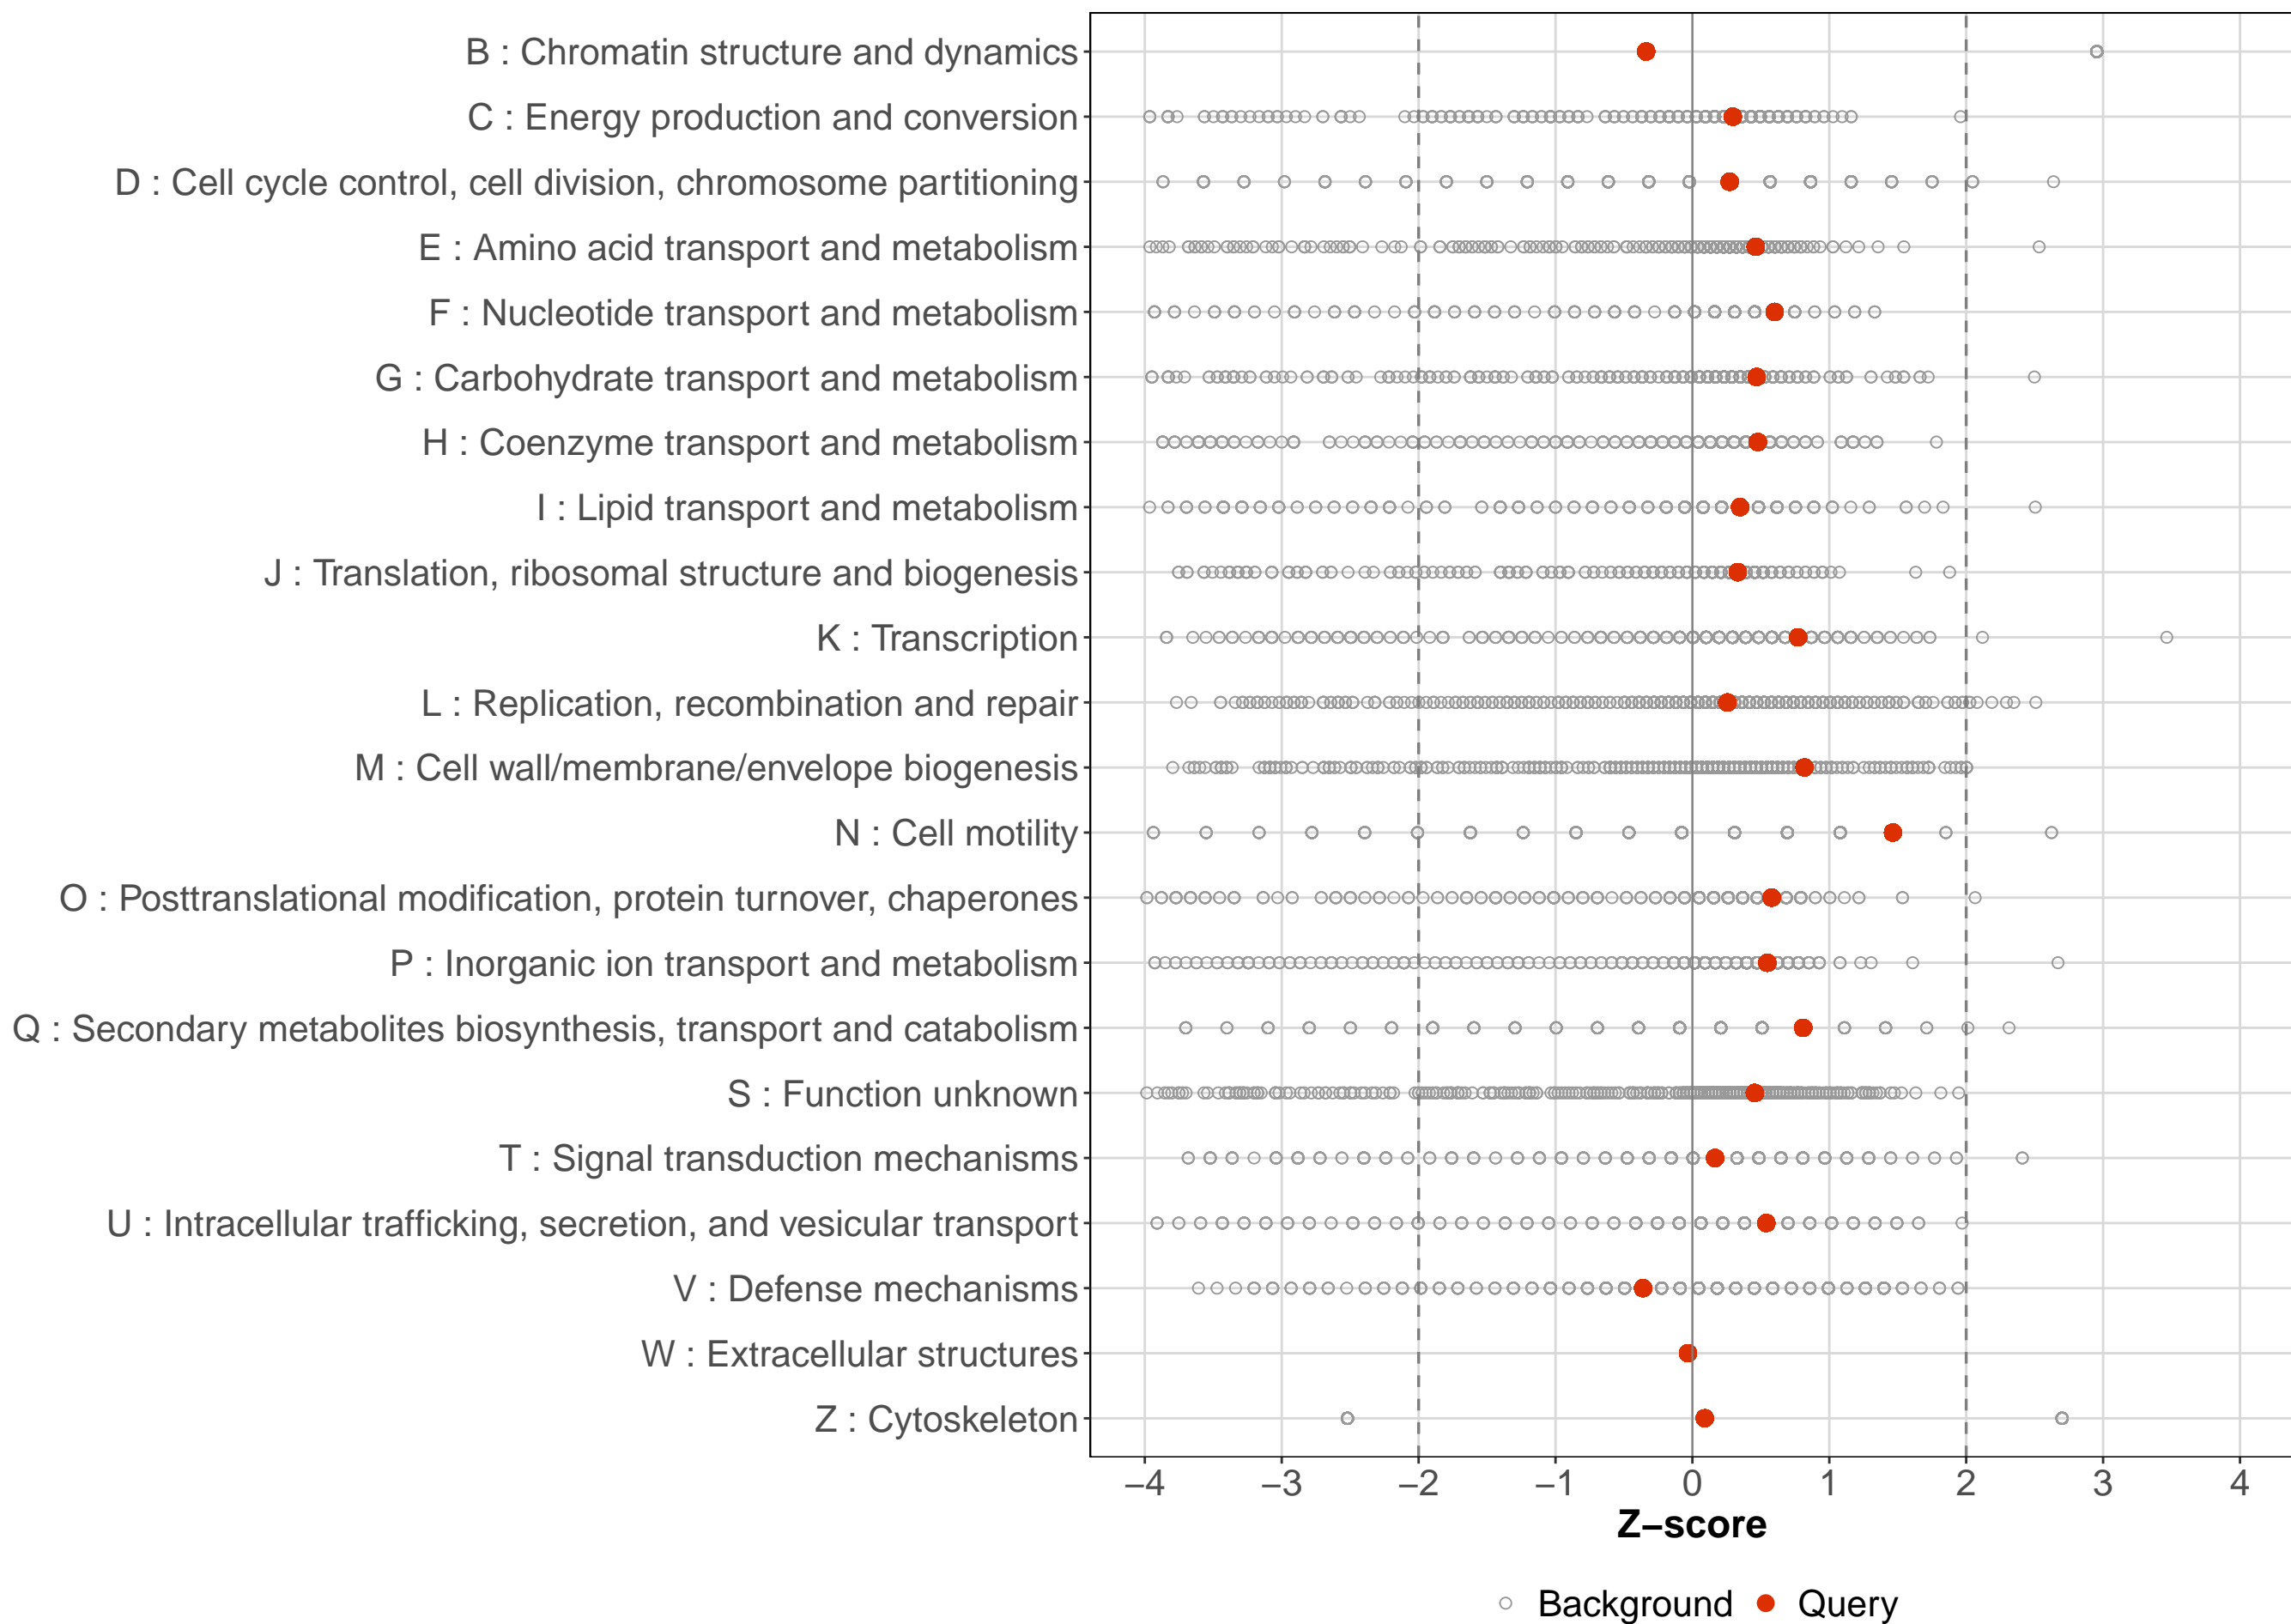 B : Chromatin structure and dynamics
C : Energy production and conversion
D : Cell cycle control, cell division, chromosome partitioning
E : Amino acid transport and metabolism
F : Nucleotide transport and metabolism
G : Carbohydrate transport and metabolism
H : Coenzyme transport and metabolism
I : Lipid transport and metabolism
J : Translation, ribosomal structure and biogenesis
K : Transcription
L : Replication, recombination and repair
M : Cell wall/membrane/envelope biogenesis
N : Cell motility
O : Posttranslational modification, protein turnover, chaperones
P : Inorganic ion transport and metabolism
Q : Secondary metabolites biosynthesis, transport and catabolism
S : Function unknown
T : Signal transduction mechanisms
U : Intracellular trafficking, secretion, and vesicular transport
V : Defense mechanisms
W : Extracellular structures
Z : Cytoskeleton
−4 −3 −2 −1 0 1 2 3 4
Z−score
Background Query